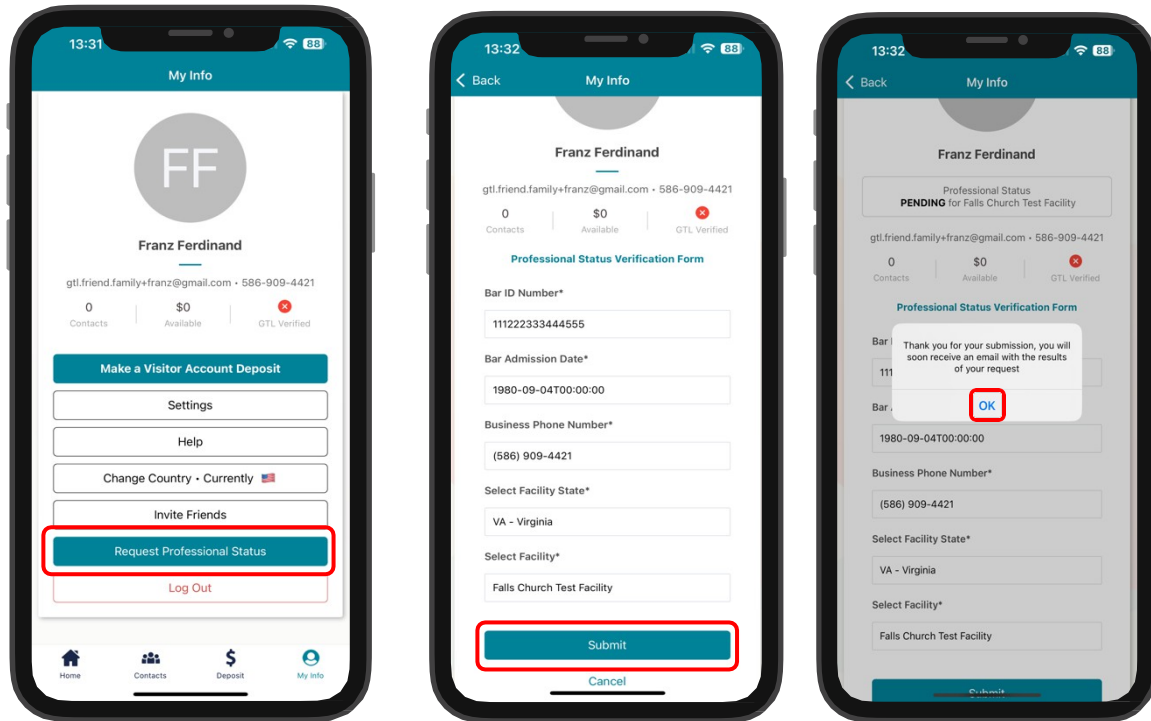 13:31
88
My Info
FF
Franz Ferdinand
gtl.friend.family+franz@gmail.com • 586-909-4421
0 $0
Contacts Available GTL Verified
Make a Visitor Account Deposit
Settings
Help
Change Country • Currently
Invite Friends
Request Professional Status
Log Out
Home Contacts Deposit My Info
13:32
88
Back My Info
Franz Ferdinand
gtl.friend.family+franz@gmail.com • 586-909-4421
0 $0
Contacts Available GTL Verified
Professional Status Verification Form
Bar ID Number*
111222333444555
Bar Admission Date*
1980-09-04T00:00:00
Business Phone Number*
(586) 909-4421
Select Facility State*
VA - Virginia
Select Facility*
Falls Church Test Facility
Submit
Cancel
13:32
88
Back My Info
Franz Ferdinand
Professional Status
PENDING for Falls Church Test Facility
gtl.friend.family+franz@gmail.com • 586-909-4421
0 $0
Contacts Available GTL Verified
Professional Status Verification Form
Bar
Thank you for your submission, you will
soon receive an email with the results
of your request
111
OK
Bar
1980-09-04T00:00:00
Business Phone Number*
(586) 909-4421
Select Facility State*
VA - Virginia
Select Facility*
Falls Church Test Facility
Submit